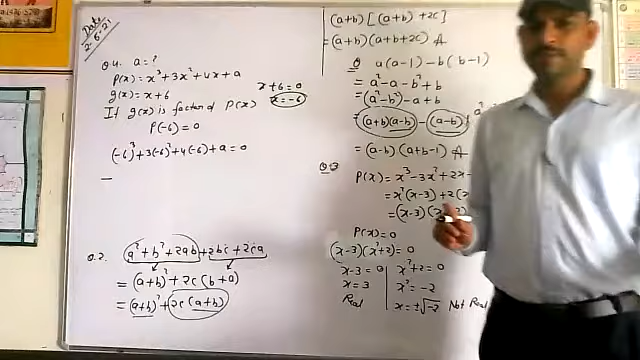 Date
2-6-21
Q4. a=?
P(x) = x³+3x²+4x+a
g(x) = x+6
x+6=0
x=-6
If g(x) is factor of P(x)
P(-6) = 0
(-6)³+3(-6)²+4(-6)+a=0
Q.2. a²+b²+2ab+2bc+2ca
= (a+b)²+2c(b+a)
= (a+b)²+2c(a+b)
(a+b)[(a+b)+2c]
=(a+b)(a+b+2c) A
Q a(a-1)-b(b-1)
= a²-a-b²+b
= (a²-b²)-a+b
= (a+b)(a-b)-(a-b)
= (a-b)(a+b-1) A
Q.3
P(x) = x³-3x²+2x-
= x²(x-3)+2(x
= (x-3)(x²+2)
P(x)=0
(x-3)(x²+2)=0
x-3=0
x=3
Real
x²+2=0
x²=-2
x=±√-2 Not Real